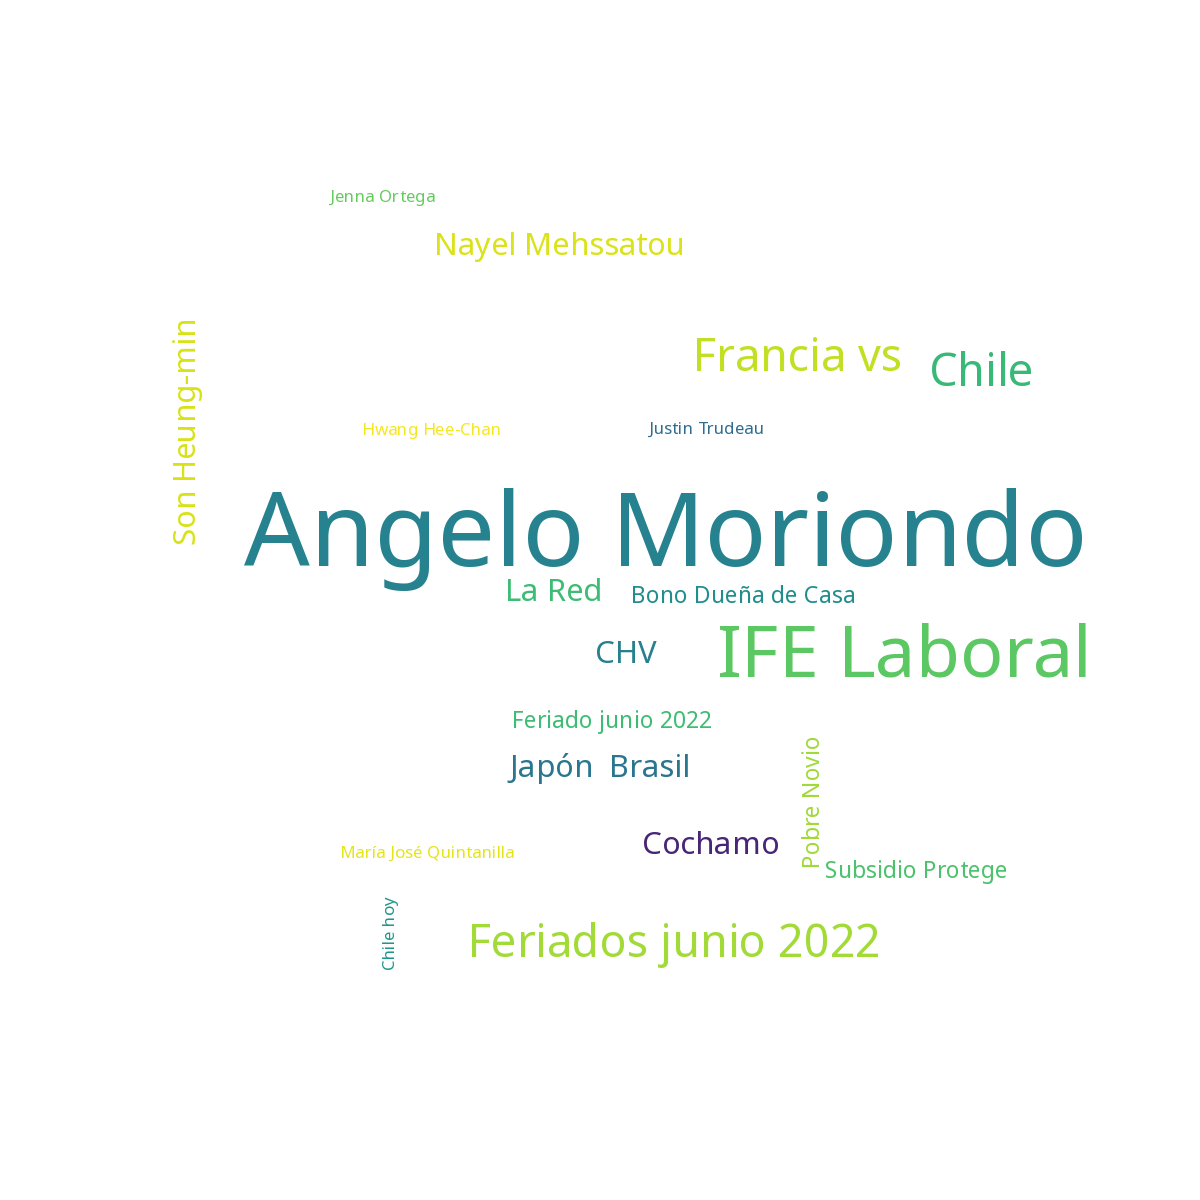 Jenna Ortega
Nayel Mehssatou
Son Heung-min
Francia vs
Chile
Hwang Hee-Chan
Justin Trudeau
Angelo Moriondo
La Red
Bono Dueña de Casa
CHV
IFE Laboral
Feriado junio 2022
Japón Brasil
Pobre Novio
Cochamo
María José Quintanilla
Subsidio Protege
Chile hoy
Feriados junio 2022